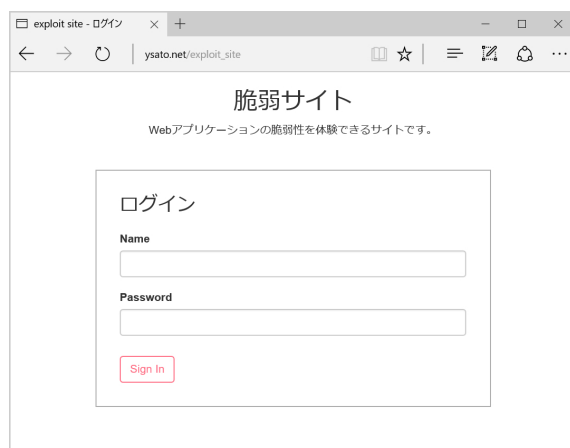 exploit site - ログイン
ysato.net/exploit_site
脆弱サイト
Webアプリケーションの脆弱性を体験できるサイトです。
ログイン
Name
Password
Sign In